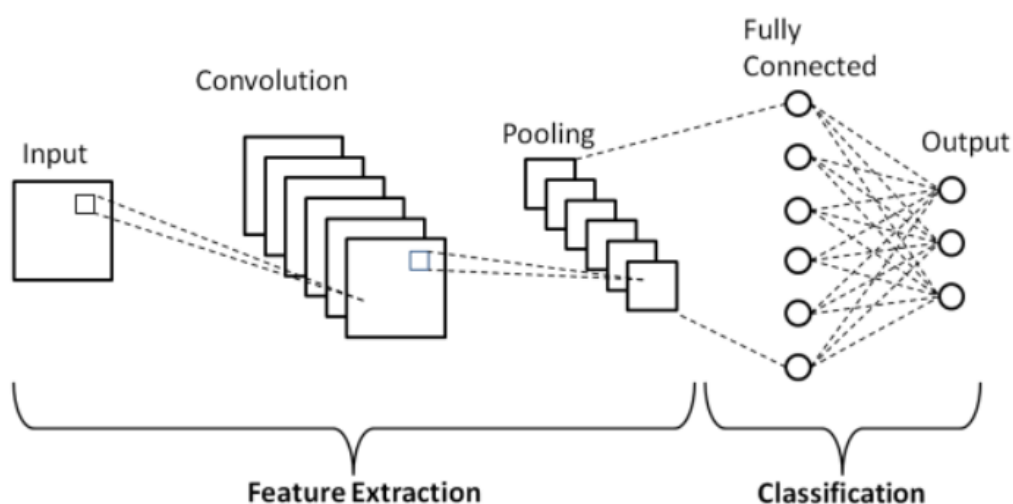 Input
Convolution
Pooling
Fully
Connected
Output
Feature Extraction
Classification